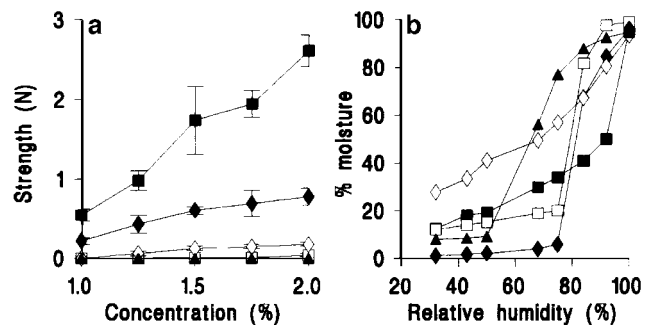 a
3
2
1
0
Strength (N)
1.0 1.5 2.0
Concentration (%)
b
100
80
60
40
20
0
% moisture
20 40 60 80 100
Relative humidity (%)